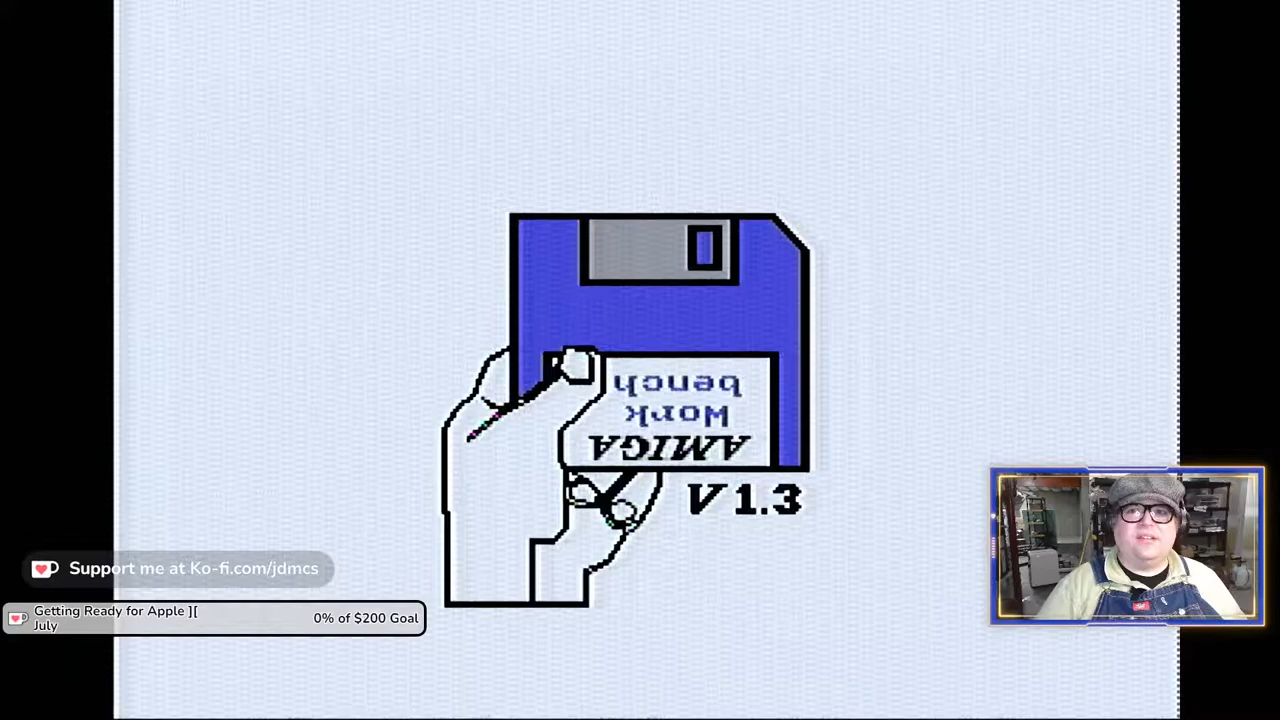 bench
Work
AMIGA
V1.3
Support me at Ko-fi.com/jdmcs
Getting Ready for Apple ][
July
0% of $200 Goal